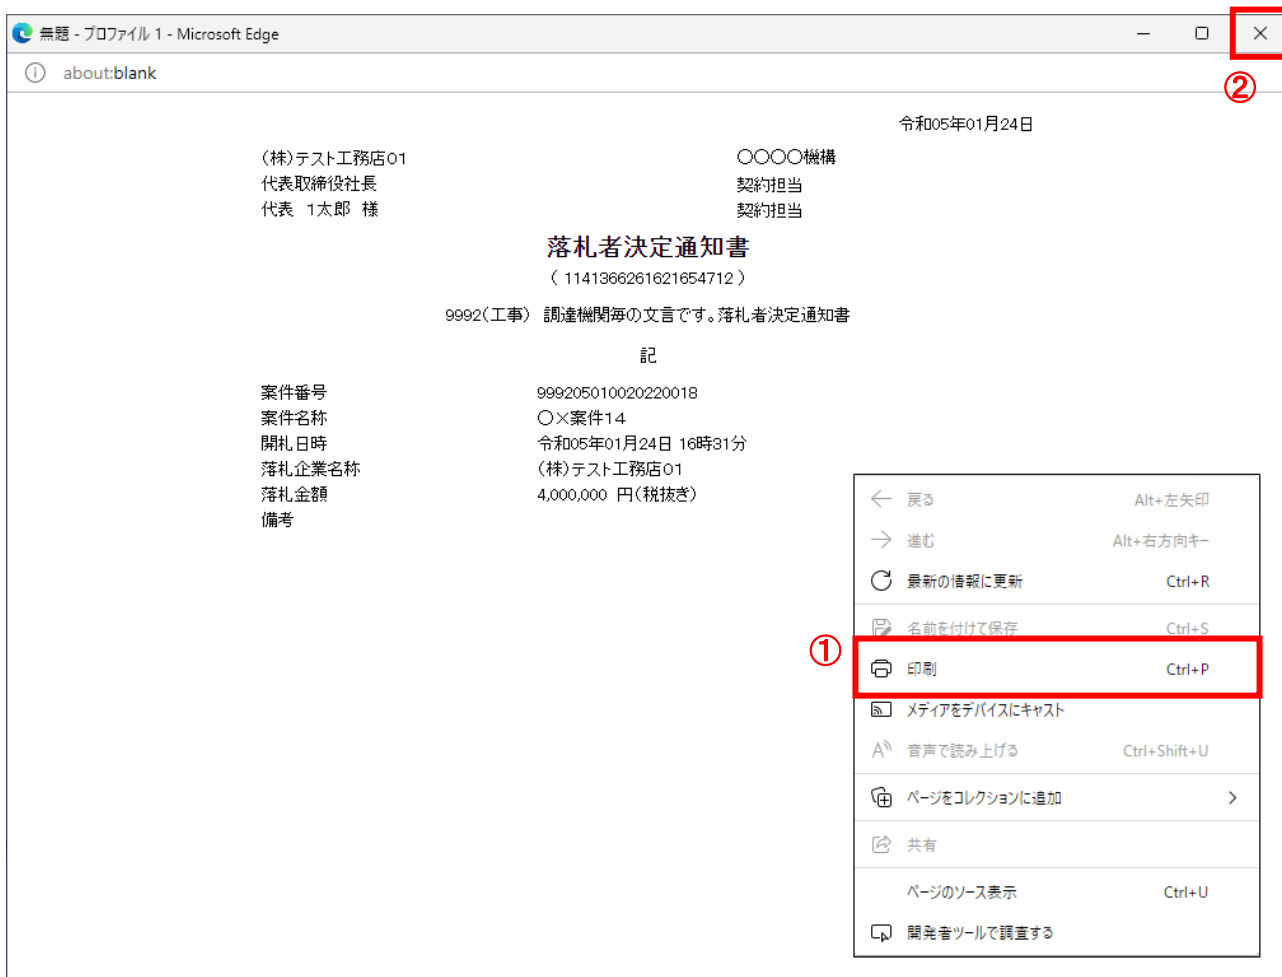 無題 - プロファイル 1 - Microsoft Edge
②
about:blank
令和05年01月24日
(株)テスト工務店01
〇〇〇〇機構
代表取締役社長
契約担当
代表 1太郎 様
契約担当
落札者決定通知書
( 1141366261621654712 )
9992(工事) 調達機関毎の文言です。落札者決定通知書
記
案件番号 999205010020220018
案件名称 〇×案件14
開札日時 令和05年01月24日 16時31分
落札企業名称 (株)テスト工務店01
落札金額 4,000,000 円(税抜き)
備考
戻る Alt+左矢印
進む Alt+右方向キー
最新の情報に更新 Ctrl+R
名前を付けて保存 Ctrl+S
①
印刷 Ctrl+P
メディアをデバイスにキャスト
音声で読み上げる Ctrl+Shift+U
ページをコレクションに追加
共有
ページのソース表示 Ctrl+U
開発者ツールで調査する